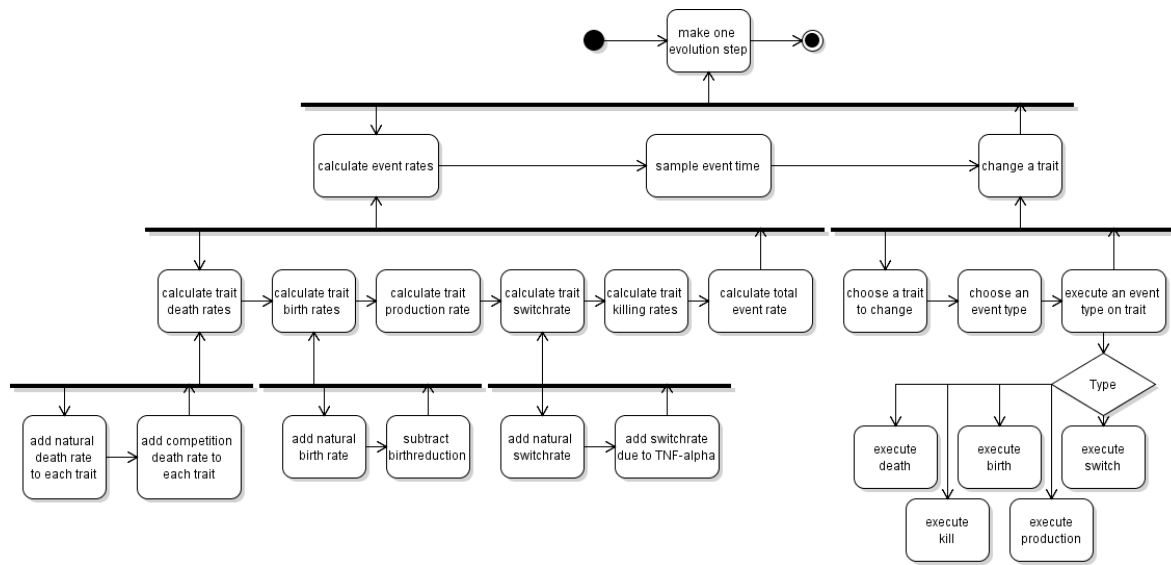 make one
evolution step
calculate event rates
sample event time
change a trait
calculate trait
death rates
calculate trait
birth rates
calculate trait
production rate
calculate trait
switchrate
calculate trait
killing rates
calculate total
event rate
choose a trait
to change
choose an
event type
execute an event
type on trait
Type
add natural
death rate
to each trait
add competition
death rate to
each trait
add natural
birth rate
subtract
birthreduction
add natural
switchrate
add switchrate
due to TNF-alpha
execute
death
execute
birth
execute
switch
execute
kill
execute
production